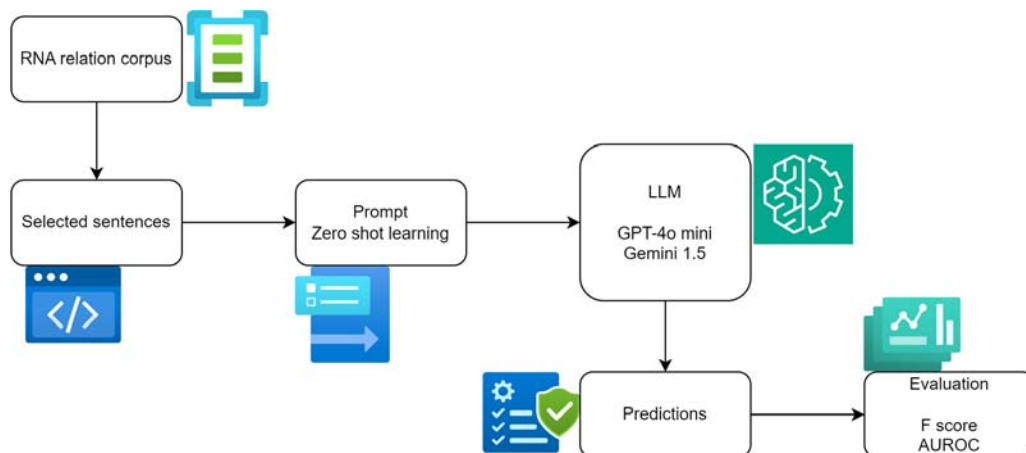 RNA relation corpus
Selected sentences
Prompt
Zero shot learning
LLM
GPT-4o mini
Gemini 1.5
Predictions
Evaluation
F score
AUROC